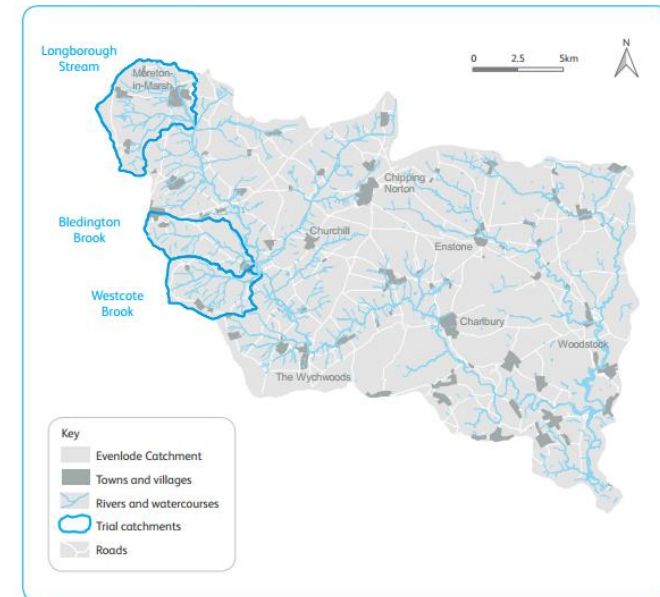 Longborough
Stream
Moreton-
in-Marsh
0 2.5 5km
N
Chipping
Norton
Bledington
Brook
Churchill
Enstone
Westcote
Brook
Charlbury
Woodstock
The Wychwoods
Key
Evenlode Catchment
Towns and villages
Rivers and watercourses
Trial catchments
Roads